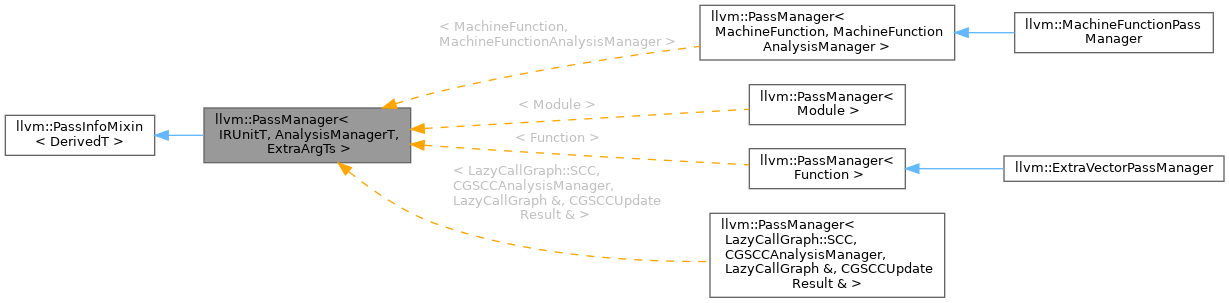 llvm::PassInfoMixin
< DerivedT >
llvm::PassManager<
IRUnitT, AnalysisManagerT,
ExtraArgTs >
< MachineFunction,
MachineFunctionAnalysisManager >
< Module >
< Function >
< LazyCallGraph::SCC,
CGSCCAnalysisManager,
LazyCallGraph &, CGSCCUpdate
Result & >
llvm::PassManager<
MachineFunction, MachineFunction
AnalysisManager >
llvm::PassManager<
Module >
llvm::PassManager<
Function >
llvm::PassManager<
LazyCallGraph::SCC,
CGSCCAnalysisManager,
LazyCallGraph &, CGSCCUpdate
Result & >
llvm::MachineFunctionPass
Manager
llvm::ExtraVectorPassManager